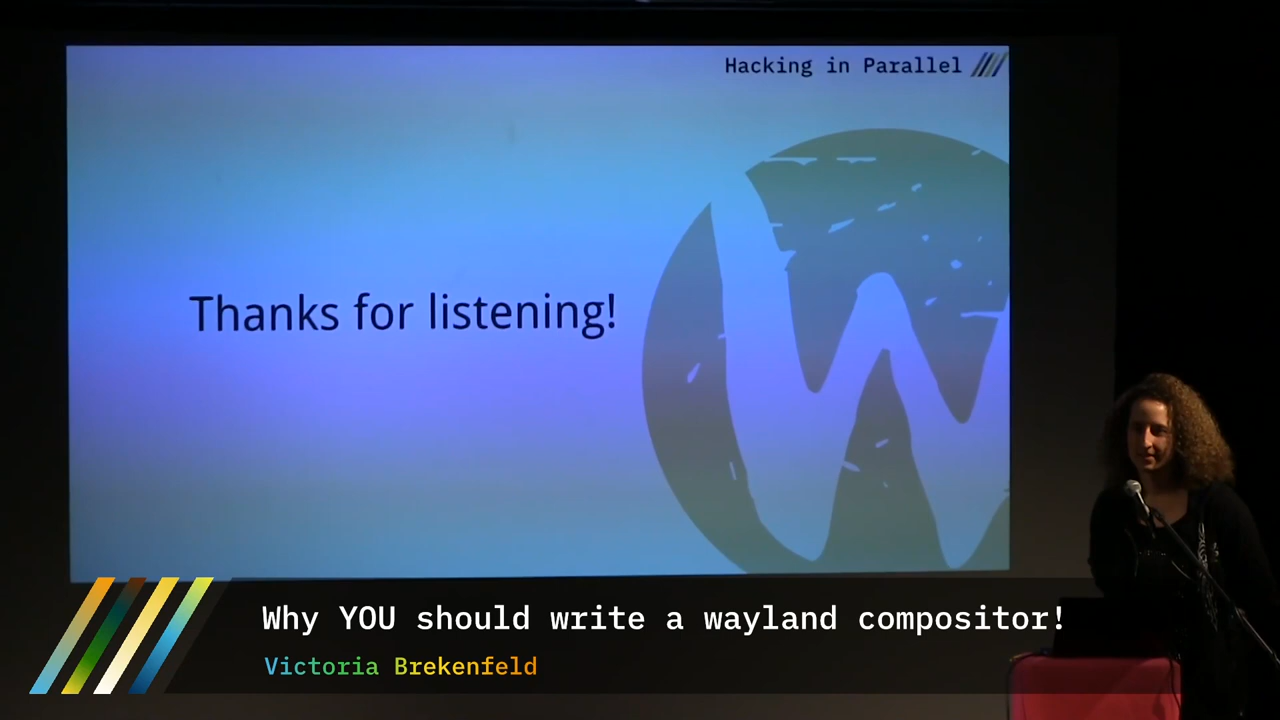 Hacking in Parallel
Thanks for listening!
Why YOU should write a wayland compositor!
Victoria Brekenfeld